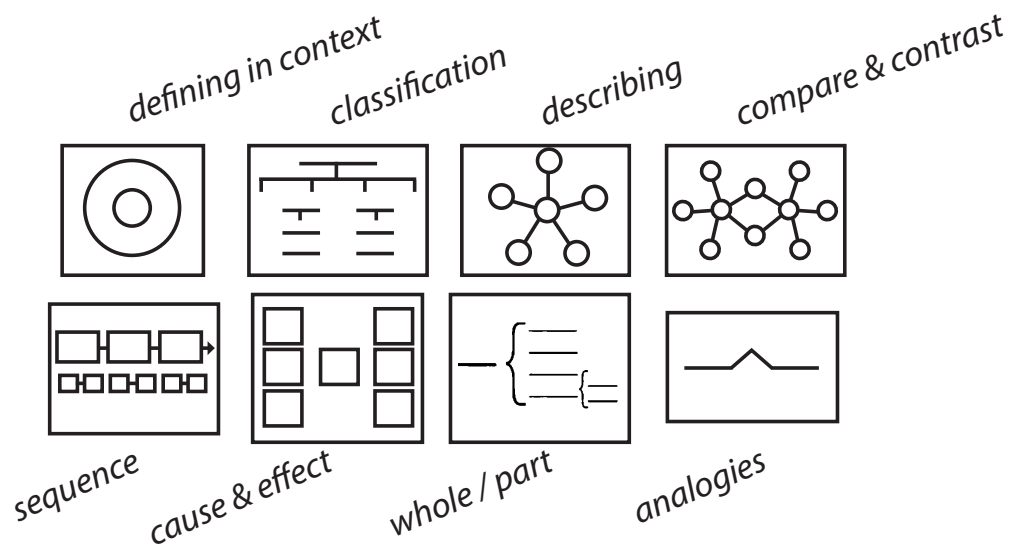 defining in context
classification
describing
compare & contrast
sequence
cause & effect
whole / part
analogies